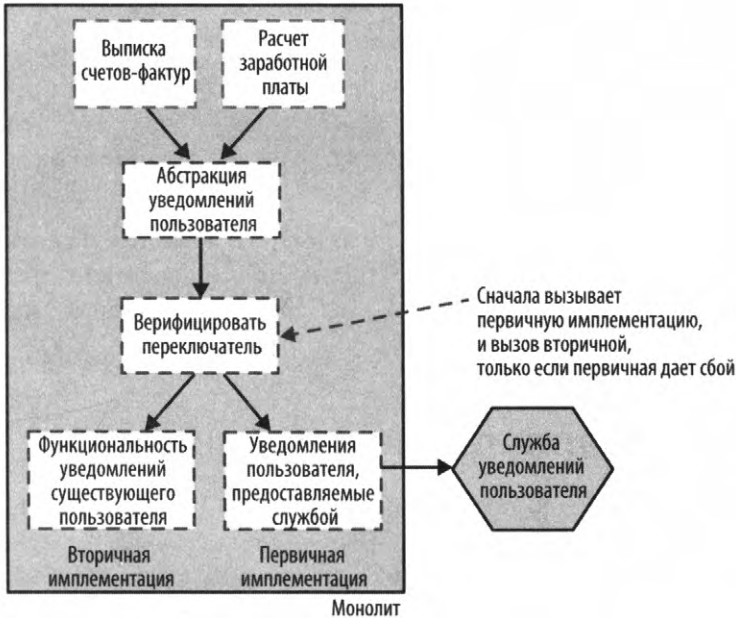 Выписка
счетов-фактур
Расчет
заработной
платы
Абстракция
уведомлений
пользователя
Верифицировать
переключатель
Сначала вызывает
первичную имплементацию,
и вызов вторичной,
только если первичная дает сбой
Функциональность
уведомлений
существующего
пользователя
Уведомления
пользователя,
предоставляемые
службой
Служба
уведомлений
пользователя
Вторичная
имплементация
Первичная
имплементация
Монолит